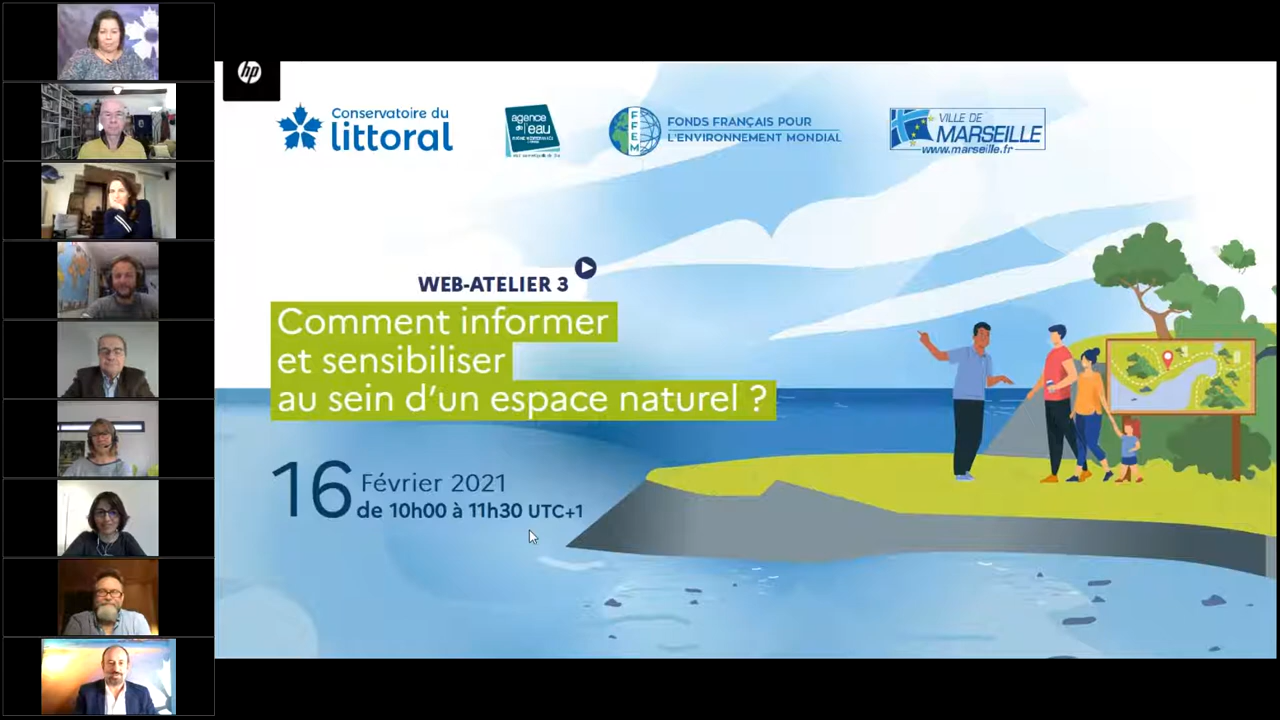 hp
Conservatoire du
littoral
agence
de l'eau
FFEM
FONDS FRANÇAIS POUR
L'ENVIRONNEMENT MONDIAL
VILLE DE
MARSEILLE
www.marseille.fr
WEB-ATELIER 3
Comment informer
et sensibiliser
au sein d'un espace naturel ?
16 Février 2021
de 10h00 à 11h30 UTC+1